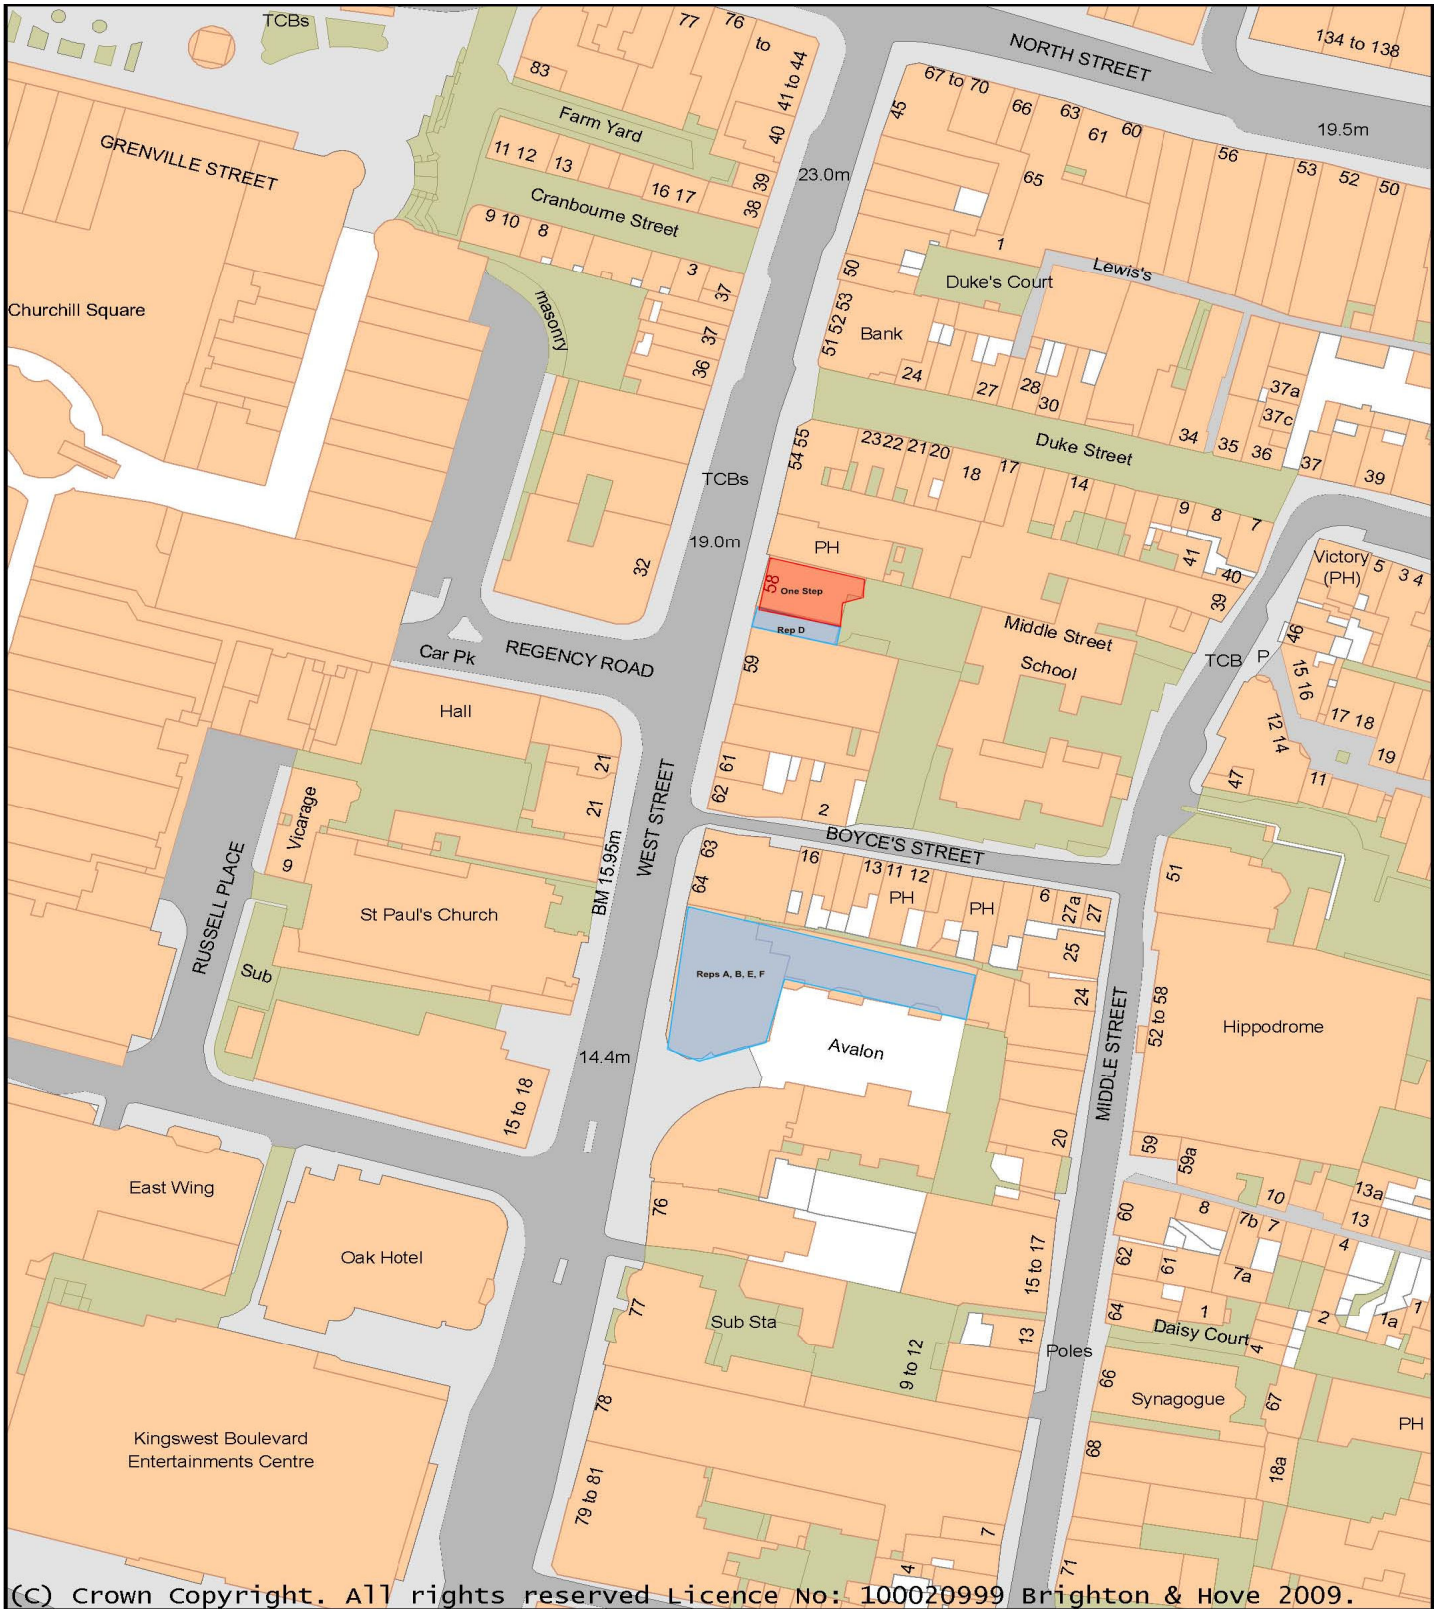 TCBs
77
76
to
41 to 44
83
40
39
38
Farm Yard
11 12
13
16 17
Cranbourne Street
9 10
8
3
37
37
36
GRENVILLE STREET
Churchill Square
masonry
NORTH STREET
134 to 138
19.5m
67 to 70
66
63
61
60
56
53
52
50
45
65
23.0m
1
50
Duke's Court
Lewis's
51 52 53
Bank
24
27
28
30
37a
37c
34
35
36
37
39
Duke Street
54 55
23 22 21 20
18
17
14
9
8
7
TCBs
19.0m
32
PH
58
One Step
Rep D
41
40
39
Victory
(PH)
5
3 4
46
Middle Street
School
TCB
P
15 16
17 18
19
12 14
11
47
Car Pk
REGENCY ROAD
59
Hall
21
21
61
62
2
WEST STREET
BOYCE'S STREET
9 Vicarage
RUSSELL PLACE
BM 15.95m
63
64
16
13 11 12
PH
PH
6
27a
27
25
24
51
St Paul's Church
Sub
Reps A, B, E, F
52 to 58
Hippodrome
14.4m
Avalon
MIDDLE STREET
15 to 18
20
59
59a
East Wing
Oak Hotel
76
60
8
7b
7
10
13a
13
4
62
61
7a
64
1
2
1a
1
Daisy Court
4
15 to 17
77
Sub Sta
13
9 to 12
Poles
66
Synagogue
67
PH
78
68
18a
Kingswest Boulevard
Entertainments Centre
79 to 81
7
4
71
(C) Crown Copyright. All rights reserved Licence No: 100020999 Brighton & Hove 2009.